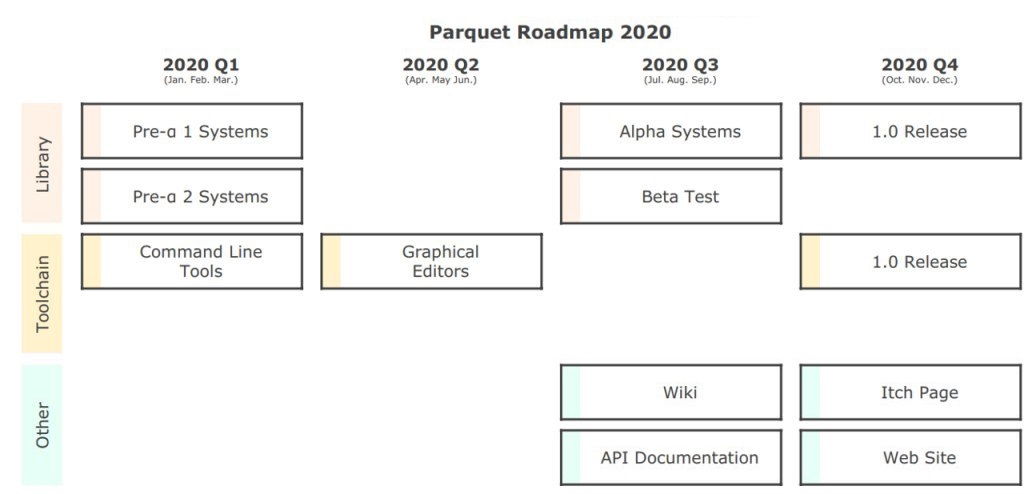 Parquet Roadmap 2020
2020 Q1
(Jan. Feb. Mar.)
2020 Q2
(Apr. May Jun.)
2020 Q3
(Jul. Aug. Sep.)
2020 Q4
(Oct. Nov. Dec.)
Library
Pre-α 1 Systems
Alpha Systems
1.0 Release
Pre-α 2 Systems
Beta Test
Toolchain
Command Line
Tools
Graphical
Editors
1.0 Release
Other
Wiki
Itch Page
API Documentation
Web Site